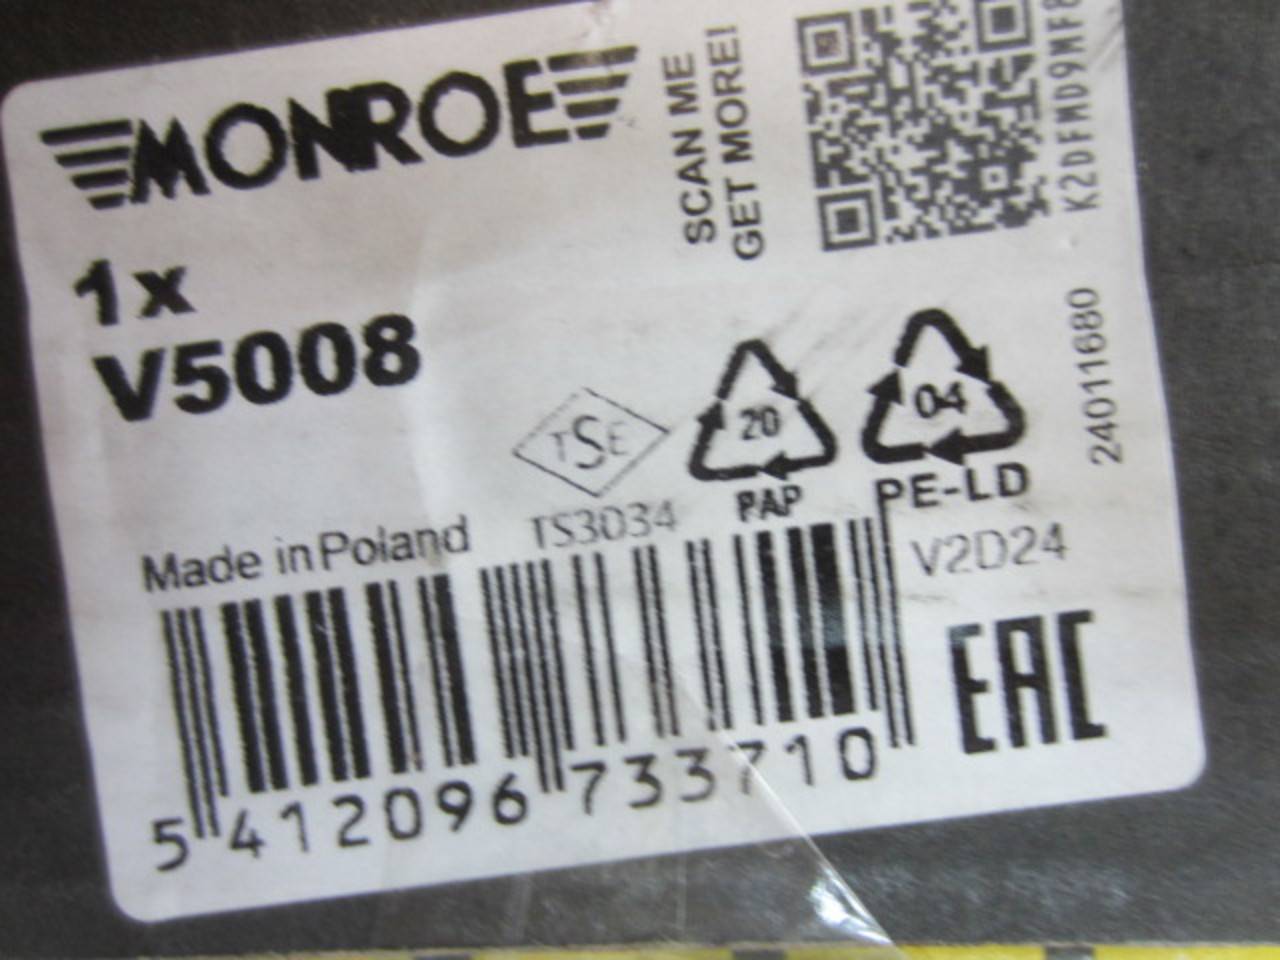 MONROE
SCAN ME
GET MORE!
K2DFMD9MF8
1x
V5008
24011680
TSE
20
04
PAP
PE-LD
TS3034
Made in Poland
V2D24
EAC
5 412096 733710